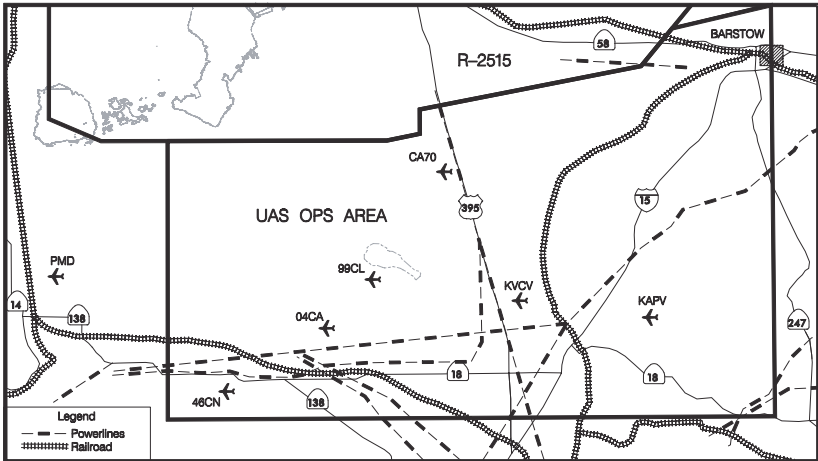 BARSTOW
58
R-2515
CA70
395
15
UAS OPS AREA
PMD
99CL
KVCV
KAPV
14
138
04CA
247
18
18
46CN
138
Legend
Powerlines
Railroad